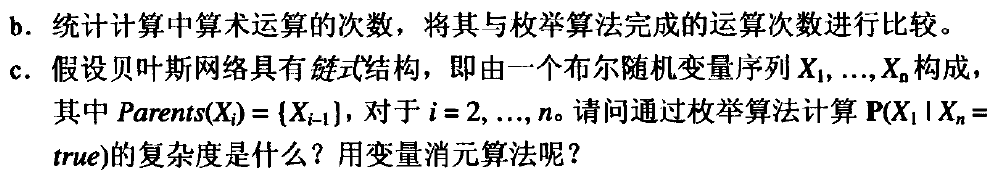 b. 统计计算中算术运算的次数，将其与枚举算法完成的运算次数进行比较。
c. 假设贝叶斯网络具有链式结构，即由一个布尔随机变量序列 X₁, …, Xₙ 构成，
其中 Parents(Xᵢ) = {Xᵢ₋₁}, 对于 i = 2, …, n。请问通过枚举算法计算 P(X₁ | Xₙ =
true)的复杂度是什么？用变量消元算法呢？